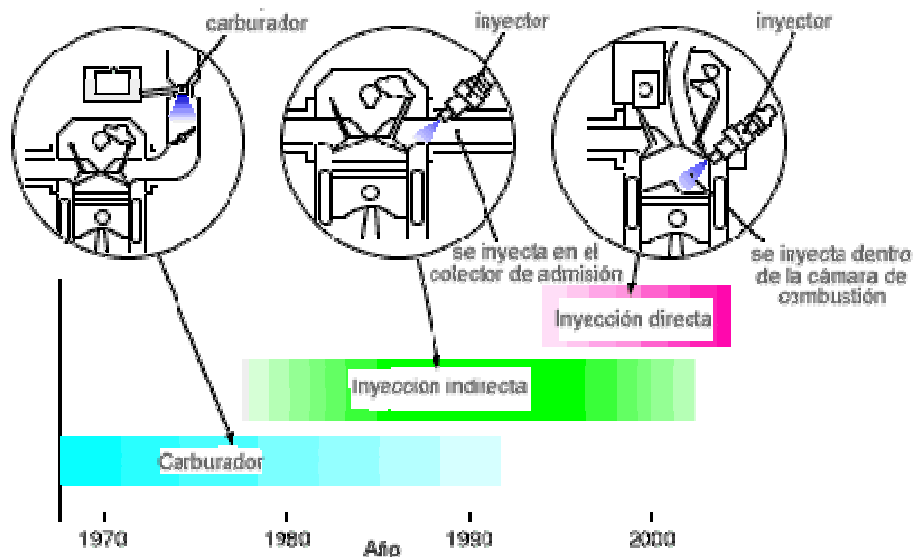 carburador
inyector
inyector
se inyecta en el
colector de admisión
se inyecta dentro
de la cámara de
combustión
Inyección directa
Inyección indirecta
Carburador
1970
1980
1990
2000
Año